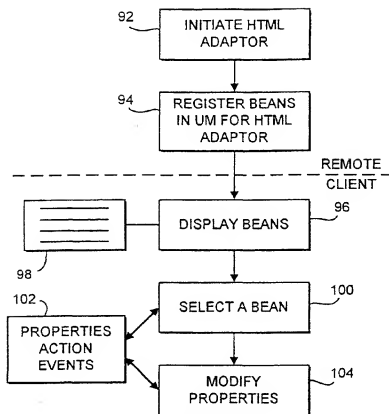 92
INITIATE HTML
ADAPTOR
94
REGISTER BEANS
IN UM FOR HTML
ADAPTOR
REMOTE
CLIENT
98
DISPLAY BEANS
96
102
PROPERTIES
ACTION
EVENTS
SELECT A BEAN
100
MODIFY
PROPERTIES
104